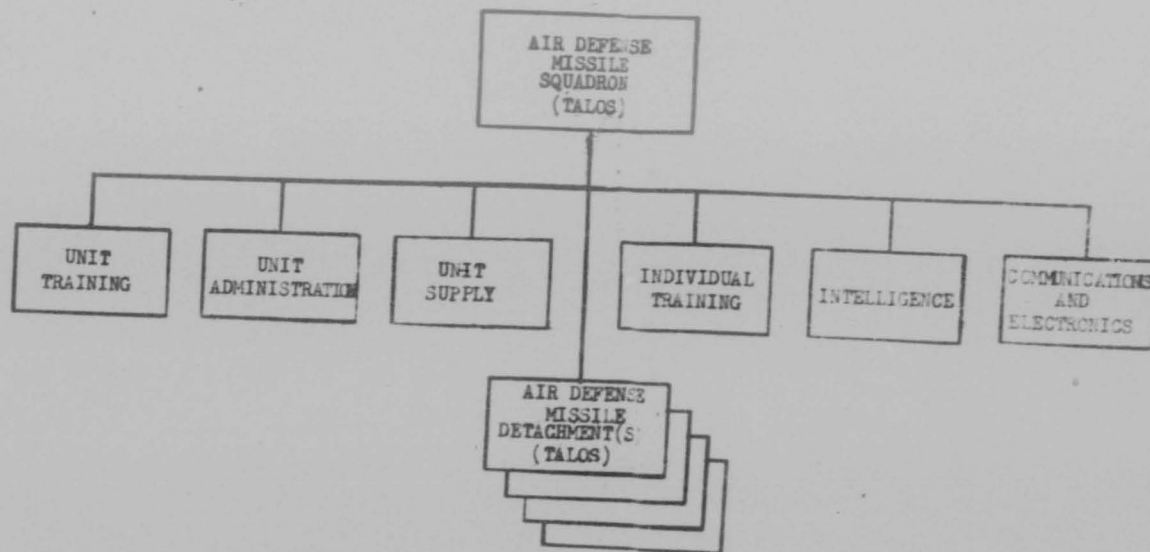 AIR DEFENSE
MISSILE
SQUADRON
(TALOS)
UNIT
TRAINING
UNIT
ADMINISTRATION
UNIT
SUPPLY
INDIVIDUAL
TRAINING
INTELLIGENCE
COMMUNICATIONS
AND
ELECTRONICS
AIR DEFENSE
MISSILE
DETACHMENT(S
(TALOS)